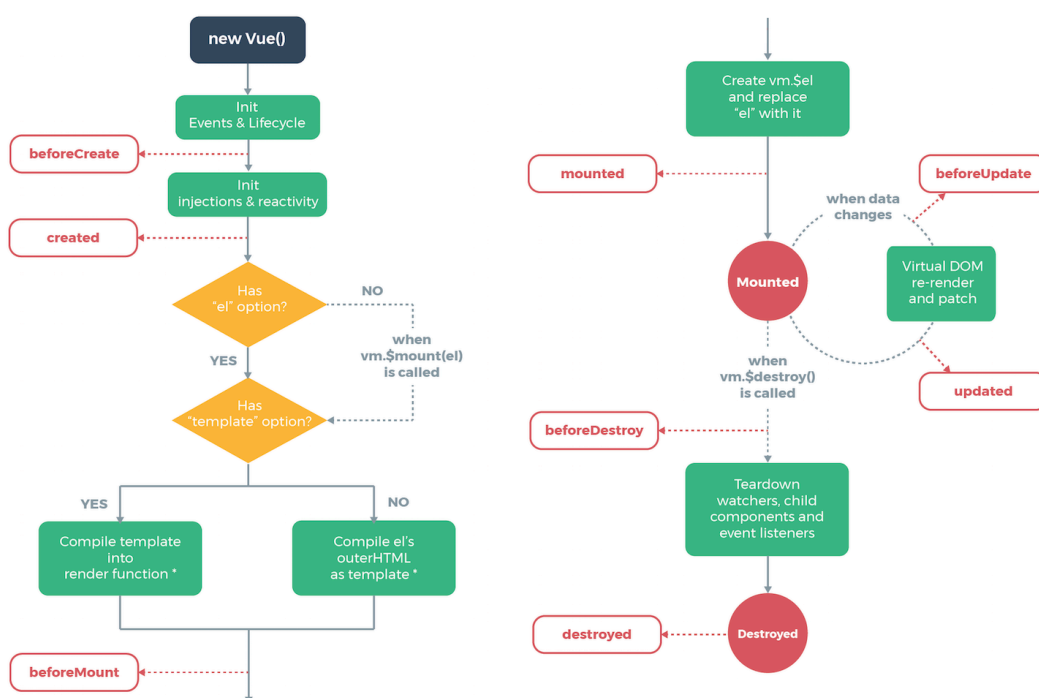 new Vue()
Init
Events & Lifecycle
beforeCreate
Init
injections & reactivity
created
Has
“el” option?
NO
when
vm.$mount(el)
is called
YES
Has
“template” option?
YES
NO
Compile template
into
render function *
Compile el’s
outerHTML
as template *
beforeMount
Create vm.$el
and replace
“el” with it
mounted
beforeUpdate
when data
changes
Mounted
Virtual DOM
re-render
and patch
when
vm.$destroy()
is called
updated
beforeDestroy
Teardown
watchers, child
components and
event listeners
destroyed
Destroyed